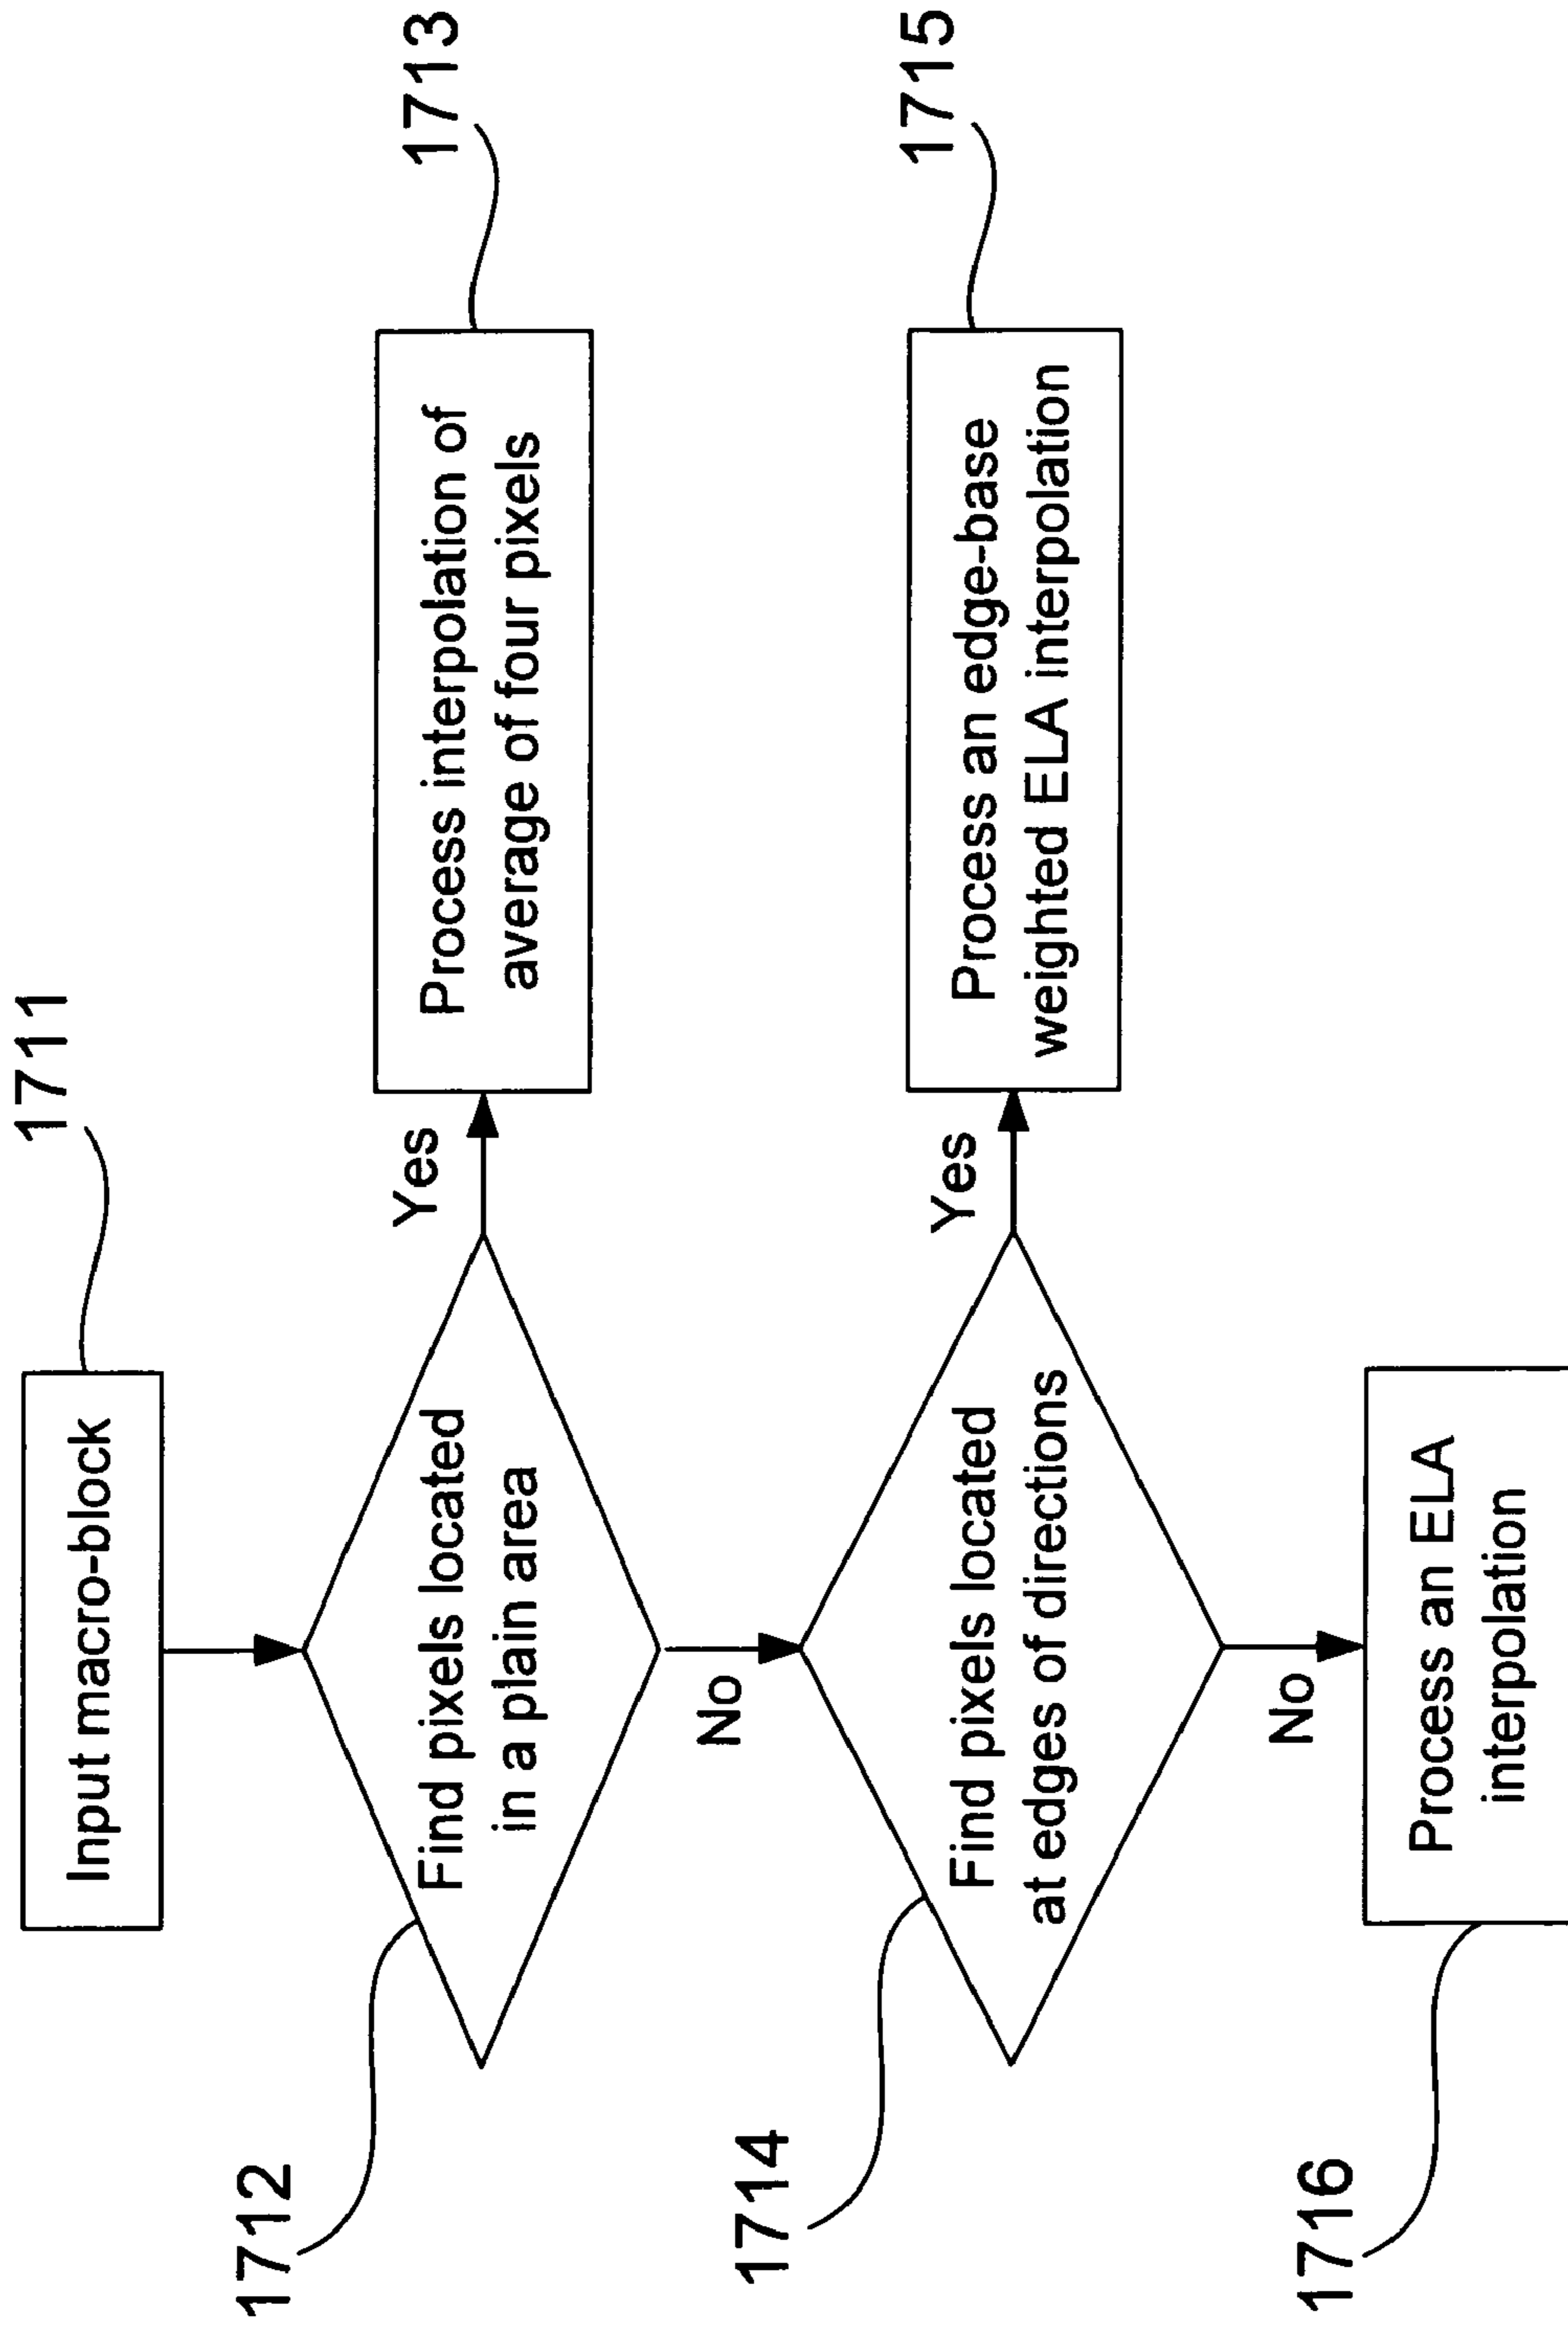 1711
Input macro-block
1712
Find pixels located
in a plain area
Yes
1713
Process interpolation of
average of four pixels
No
1714
Find pixels located
at edges of directions
Yes
1715
Process an edge-base
weighted ELA interpolation
No
1716
Process an ELA
interpolation